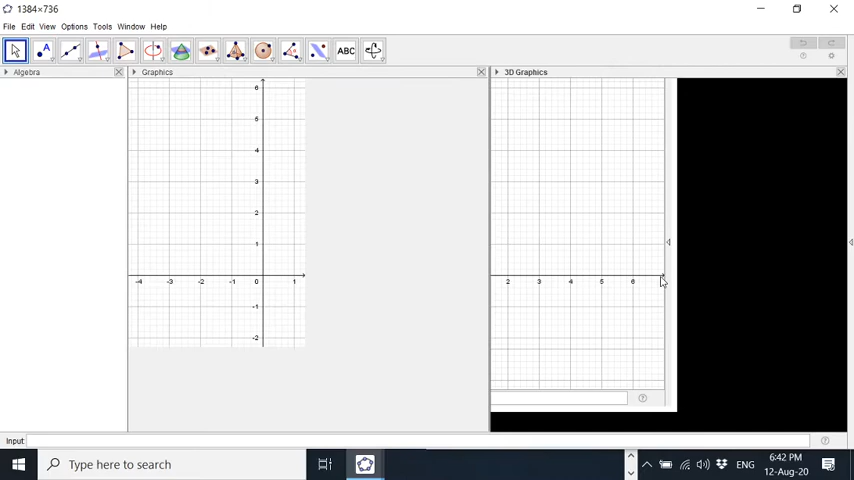 1384×736
File Edit View Options Tools Window Help
ABC
Algebra
Graphics
3D Graphics
6
5
4
3
2
1
-4 -3 -2 -1 0 1
-1
-2
2 3 4 5 6
Input:
Type here to search
ENG
6:42 PM
12-Aug-20